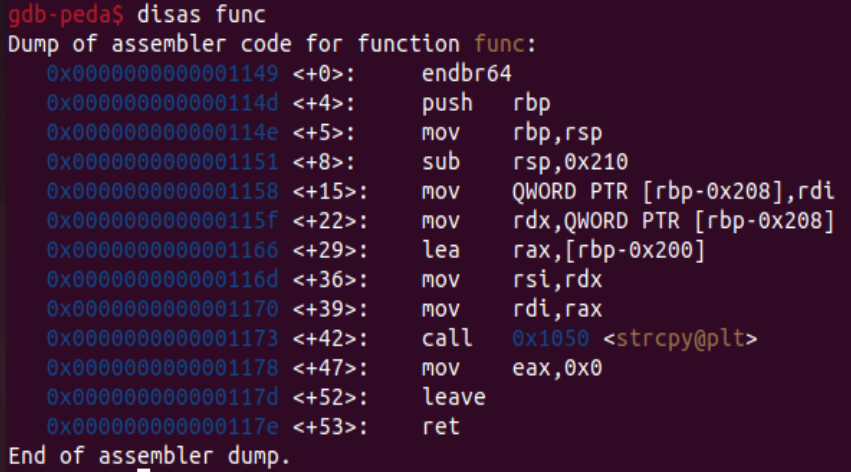 gdb-peda$ disas func
Dump of assembler code for function func:
0x0000000000001149 <+0>: endbr64
0x000000000000114d <+4>: push rbp
0x000000000000114e <+5>: mov rbp,rsp
0x0000000000001151 <+8>: sub rsp,0x210
0x0000000000001158 <+15>: mov QWORD PTR [rbp-0x208],rdi
0x000000000000115f <+22>: mov rdx,QWORD PTR [rbp-0x208]
0x0000000000001166 <+29>: lea rax,[rbp-0x200]
0x000000000000116d <+36>: mov rsi,rdx
0x0000000000001170 <+39>: mov rdi,rax
0x0000000000001173 <+42>: call 0x1050 <strcpy@plt>
0x0000000000001178 <+47>: mov eax,0x0
0x000000000000117d <+52>: leave
0x000000000000117e <+53>: ret
End of assembler dump.